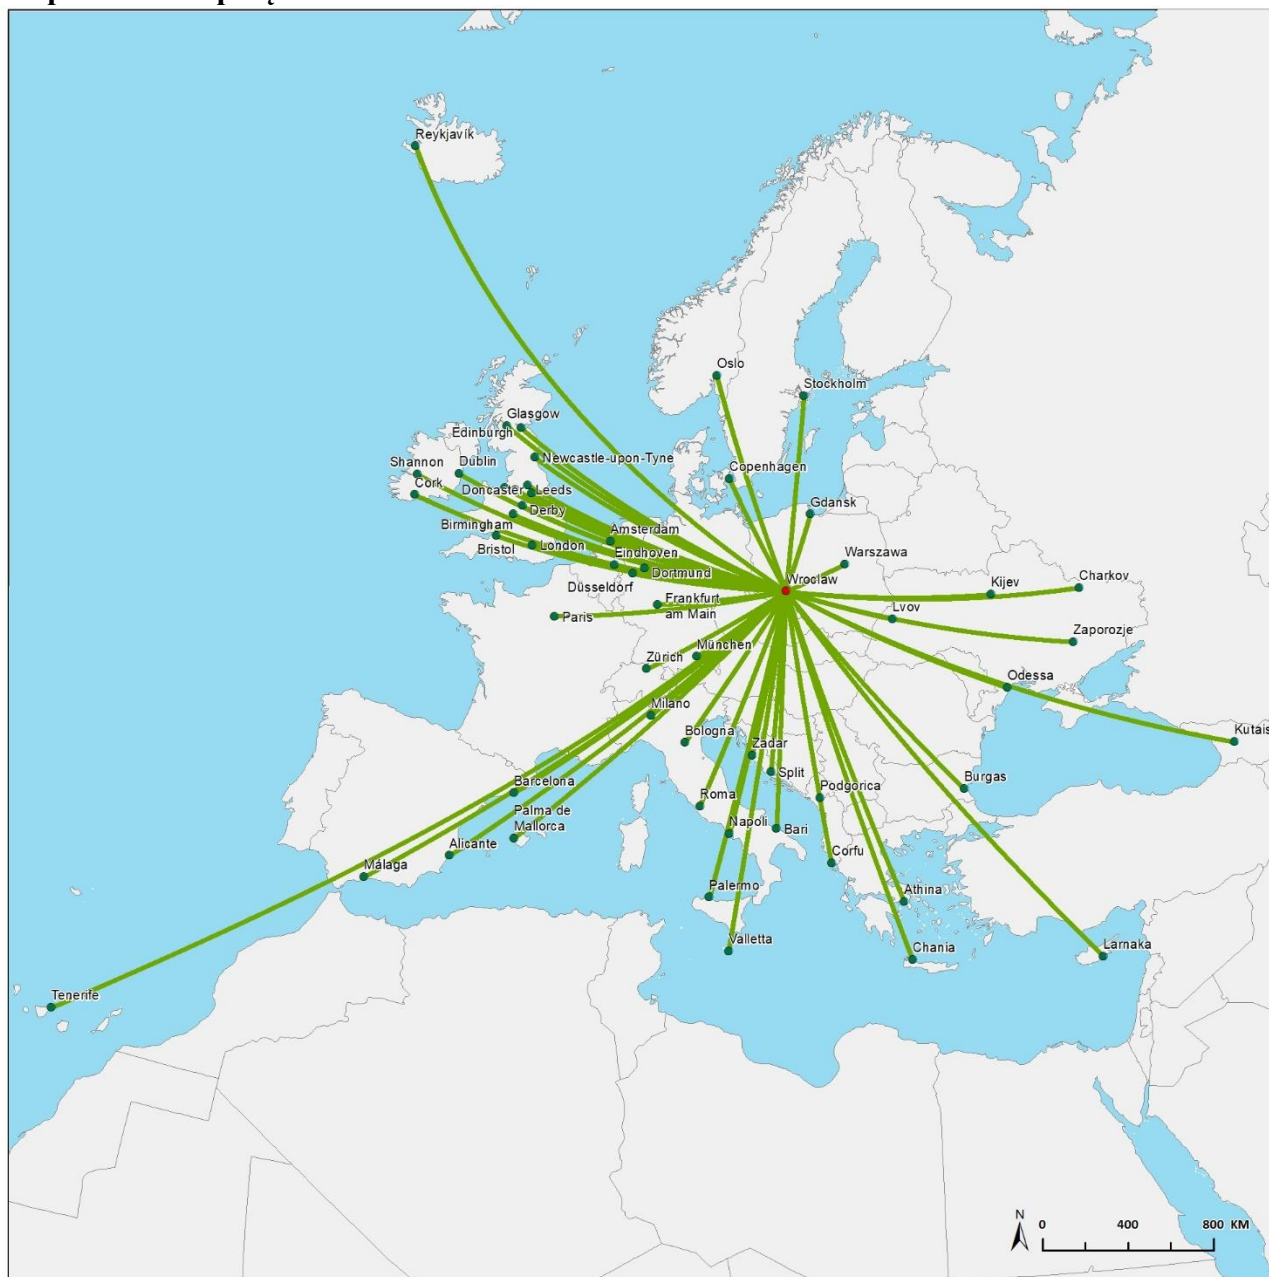 Reykjavík
Oslo
Stockholm
Glasgow
Edinburgh
Newcastle-upon-Tyne
Shannon
Dublin
Copenhagen
Cork
Doncaster
Leeds
Derby
Gdansk
Birmingham
Amsterdam
Bristol
London
Eindhoven
Warszawa
Dortmund
Wroclaw
Düsseldorf
Kijev
Charkov
Frankfurt
am Main
Lvov
Paris
Zaporozje
München
Zürich
Odessa
Milano
Kutais
Bologna
Zadar
Split
Burgas
Barcelona
Podgorica
Roma
Palma de
Mallorca
Napoli
Bari
Alicante
Málaga
Corfu
Palermo
Athina
Valletta
Chania
Larnaka
Tenerife
N
0 400 800 KM